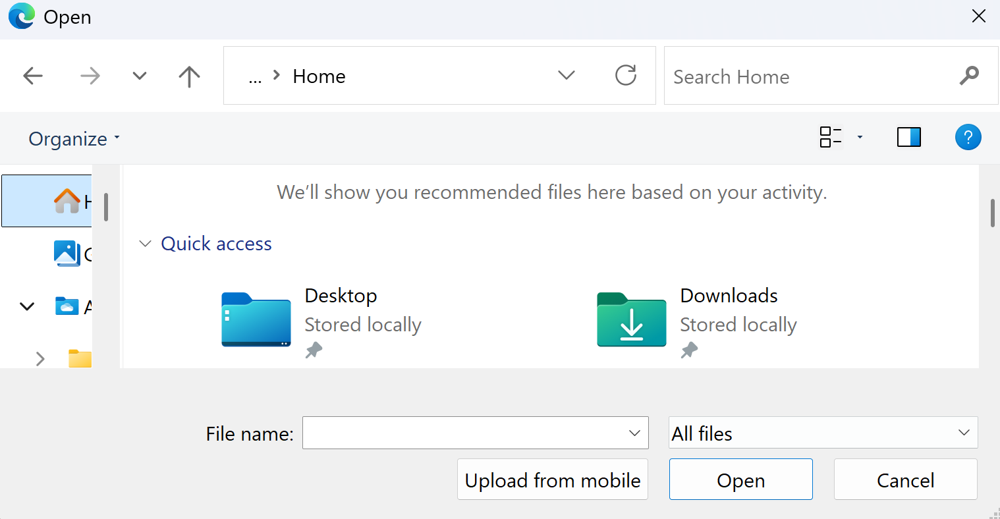 Open
... > Home
Search Home
Organize
?
H
We’ll show you recommended files here based on your activity.
Quick access
G
A
Desktop
Stored locally
Downloads
Stored locally
File name:
All files
Upload from mobile
Open
Cancel